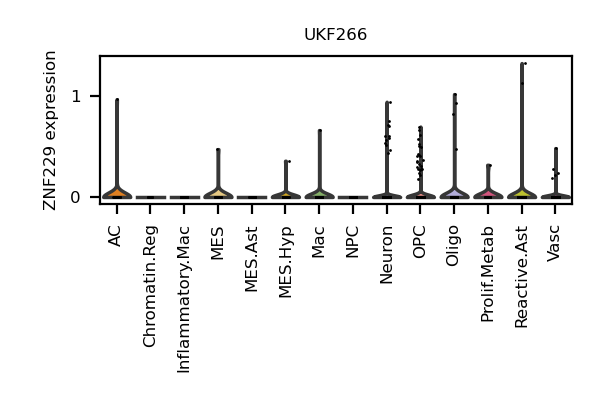 UKF266
ZNF229 expression
1
0
AC
Chromatin.Reg
Inflammatory.Mac
MES
MES.Ast
MES.Hyp
Mac
NPC
Neuron
OPC
Oligo
Prolif.Metab
Reactive.Ast
Vasc